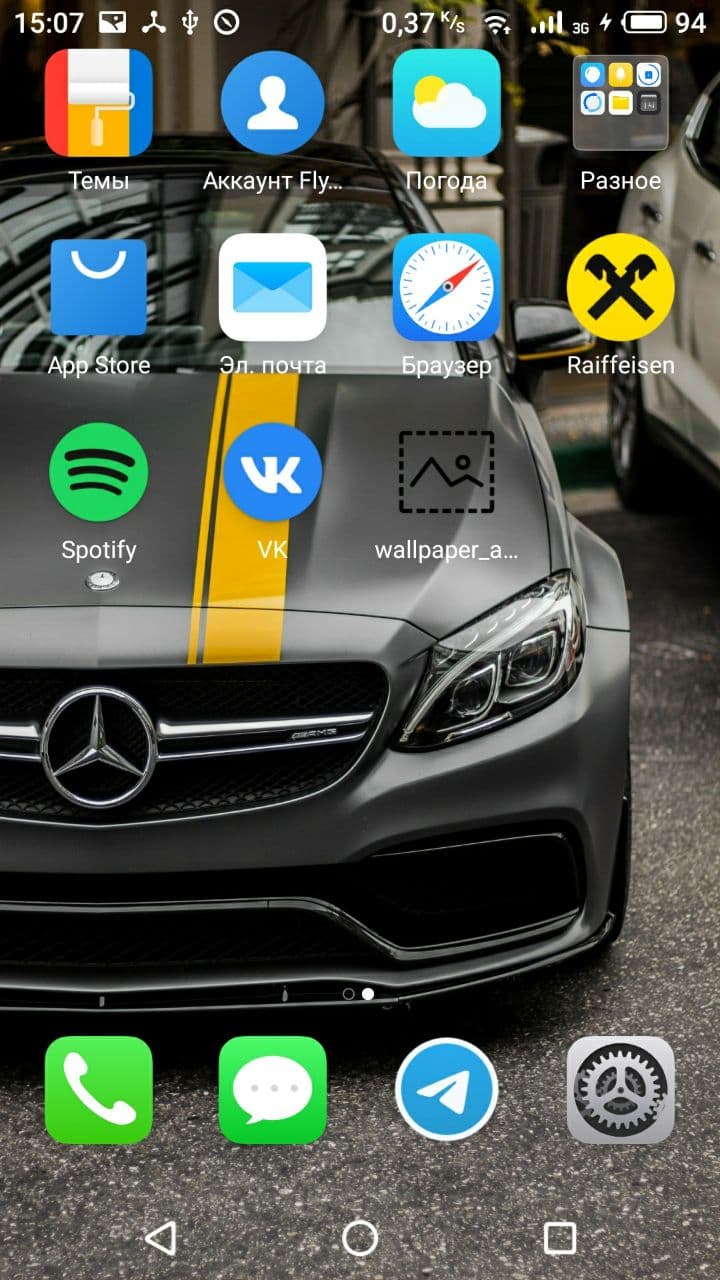 15:07 0,37 K/s 3G 94
Темы Аккаунт Fly... Погода Разное
App Store Эл. почта Браузер Raiffeisen
Spotify VK wallpaper_a...
AMG